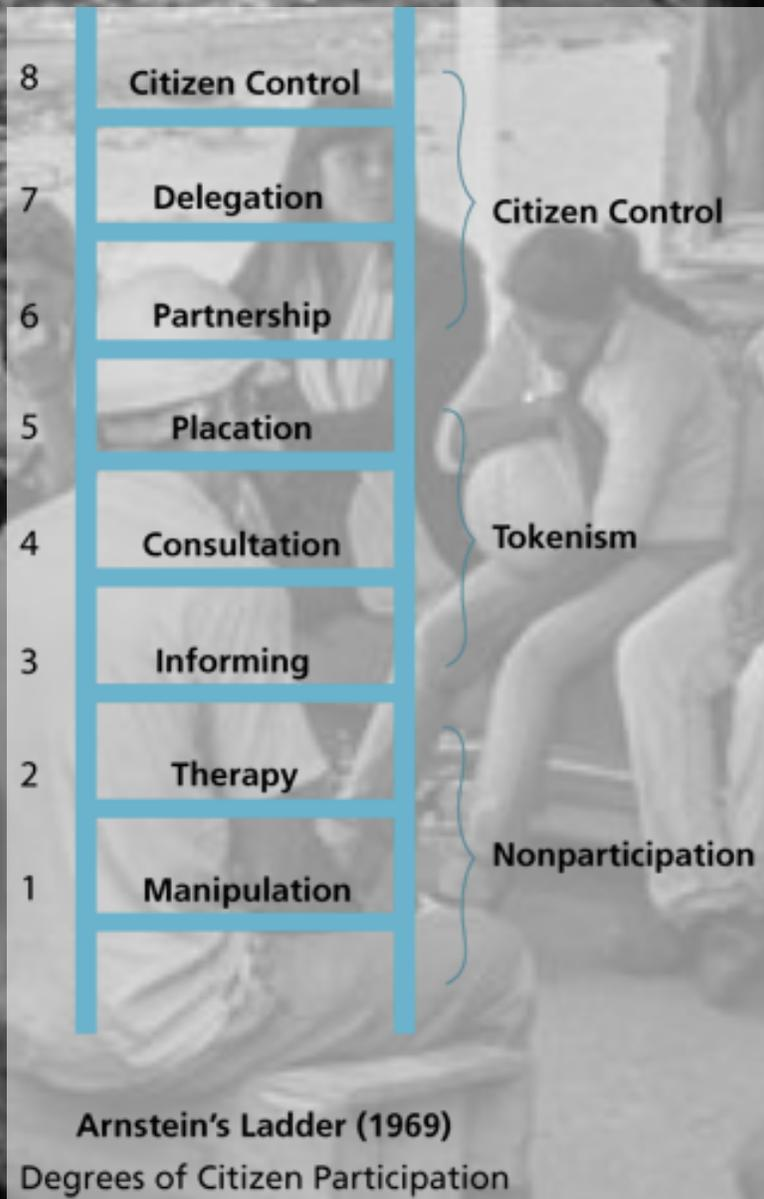 8 Citizen Control
7 Delegation
Citizen Control
6 Partnership
5 Placation
4 Consultation
Tokenism
3 Informing
2 Therapy
Nonparticipation
1 Manipulation
Arnstein's Ladder (1969)
Degrees of Citizen Participation